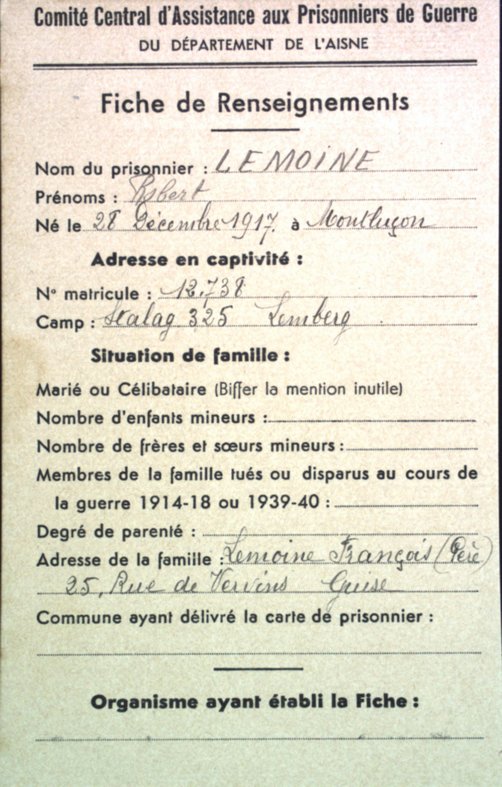 Comité Central d'Assistance aux Prisonniers de Guerre
DU DÉPARTEMENT DE L'AISNE
Fiche de Renseignements
Nom du prisonnier : LEMOINE
Prénoms : Robert
Né le 28 Décembre 1917. à Montluçon
Adresse en captivité :
N° matricule : 12.738
Camp : Stalag 325 Lemberg
Situation de famille :
Marié ou Célibataire (Biffer la mention inutile)
Nombre d'enfants mineurs :
Nombre de frères et sœurs mineurs :
Membres de la famille tués ou disparus au cours de
la guerre 1914-18 ou 1939-40 :
Degré de parenté :
Adresse de la famille : Lemoine François (Père)
25, Rue de Vervins Guise
Commune ayant délivré la carte de prisonnier :
Organisme ayant établi la Fiche :